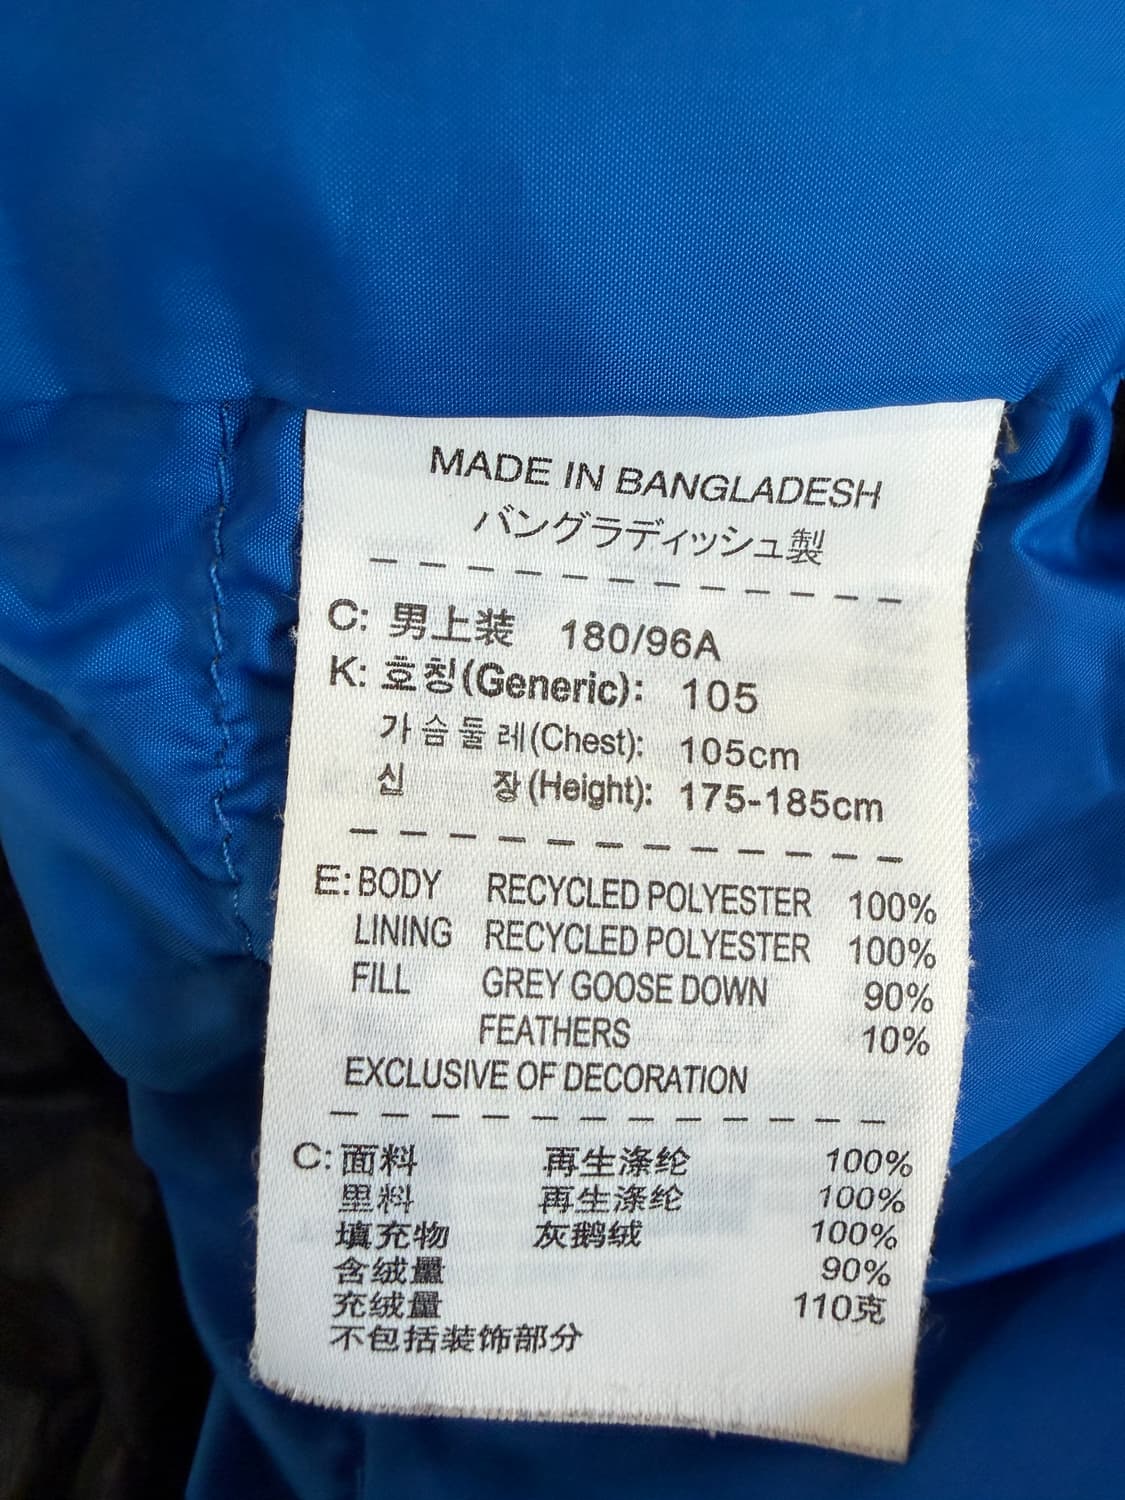 MADE IN BANGLADESH
バングラディッシュ製
C: 男上装 180/96A
K: 호칭(Generic): 105
가슴둘레(Chest): 105cm
신 장(Height): 175-185cm
E: BODY RECYCLED POLYESTER 100%
LINING RECYCLED POLYESTER 100%
FILL GREY GOOSE DOWN 90%
FEATHERS 10%
EXCLUSIVE OF DECORATION
C: 面料 再生涤纶 100%
里料 再生涤纶 100%
填充物 灰鹅绒 100%
含绒量 90%
充绒量 110克
不包括装饰部分